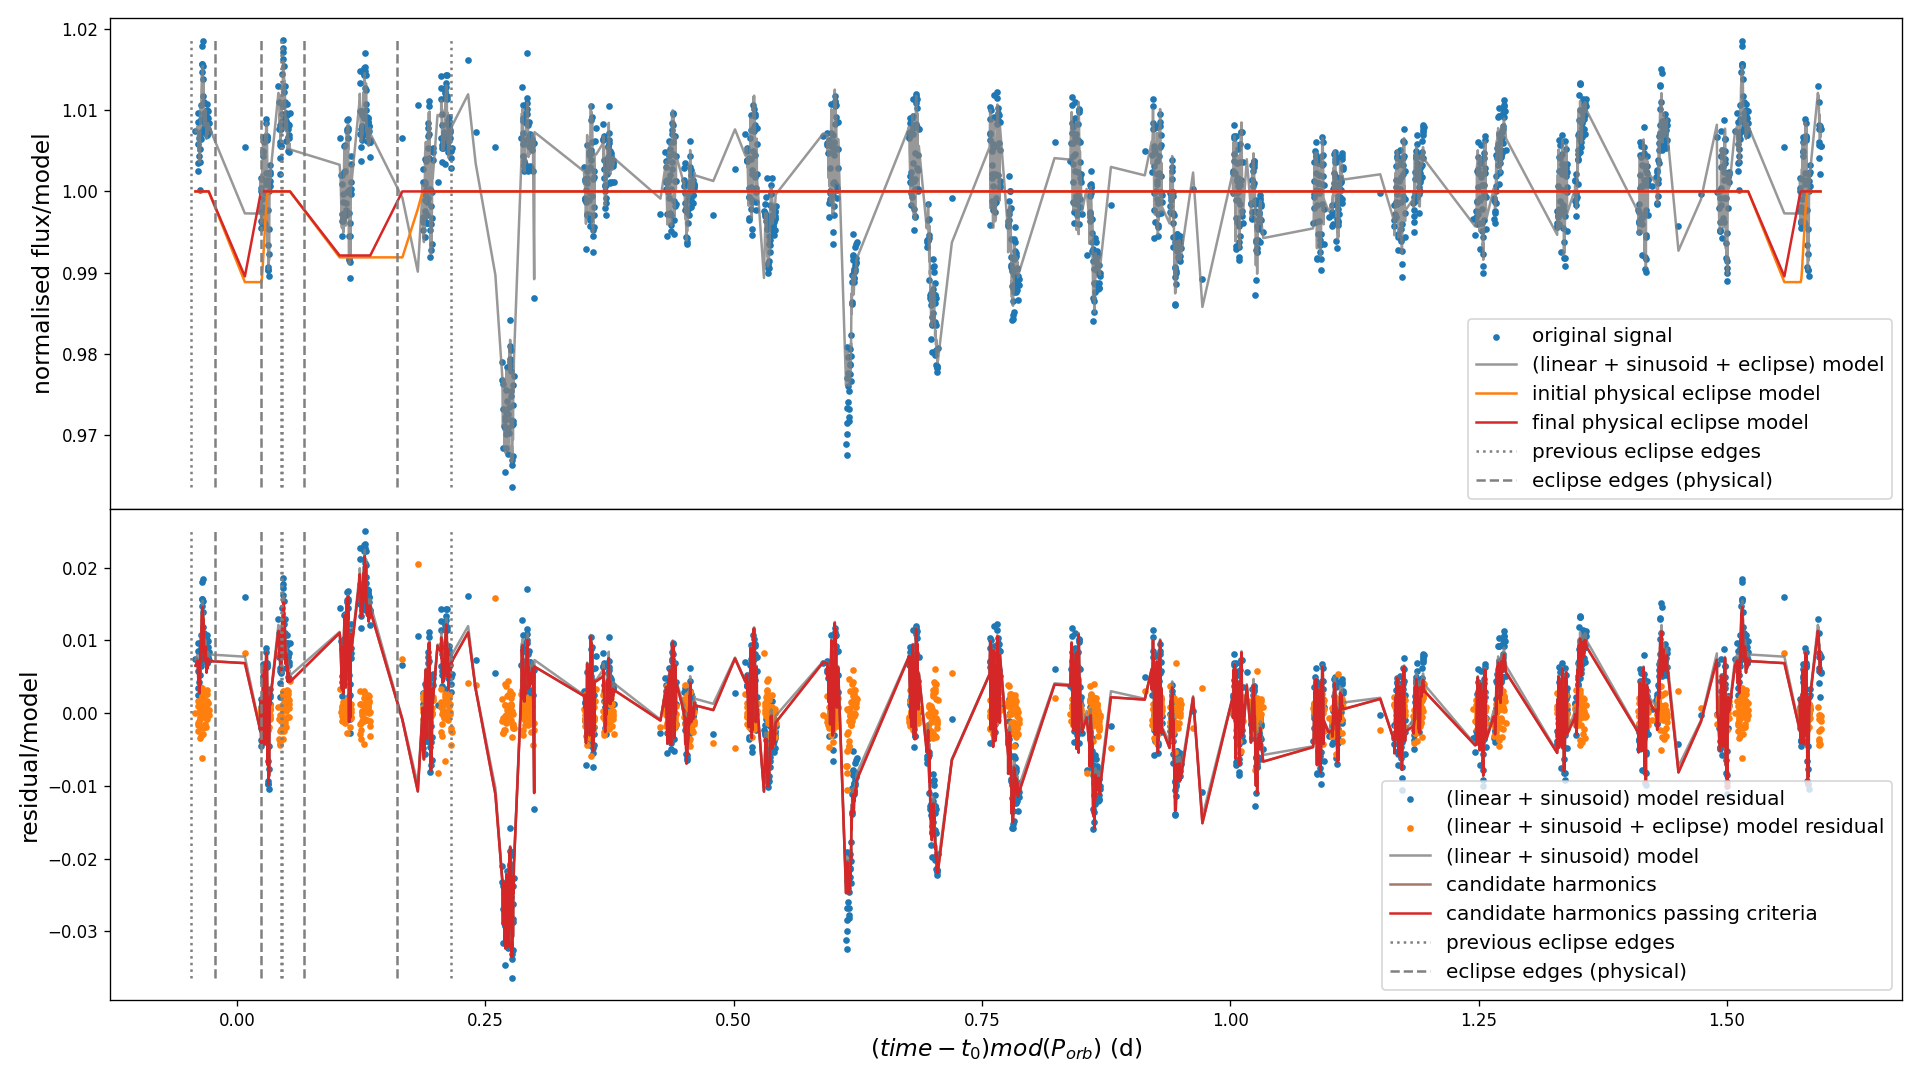 1.02
1.01
1.00
0.99
0.98
0.97
normalised flux/model
original signal
(linear + sinusoid + eclipse) model
initial physical eclipse model
final physical eclipse model
previous eclipse edges
eclipse edges (physical)
0.02
0.01
0.00
−0.01
−0.02
−0.03
residual/model
(linear + sinusoid) model residual
(linear + sinusoid + eclipse) model residual
(linear + sinusoid) model
candidate harmonics
candidate harmonics passing criteria
previous eclipse edges
eclipse edges (physical)
0.00 0.25 0.50 0.75 1.00 1.25 1.50
(time − t₀)mod(P_orb) (d)